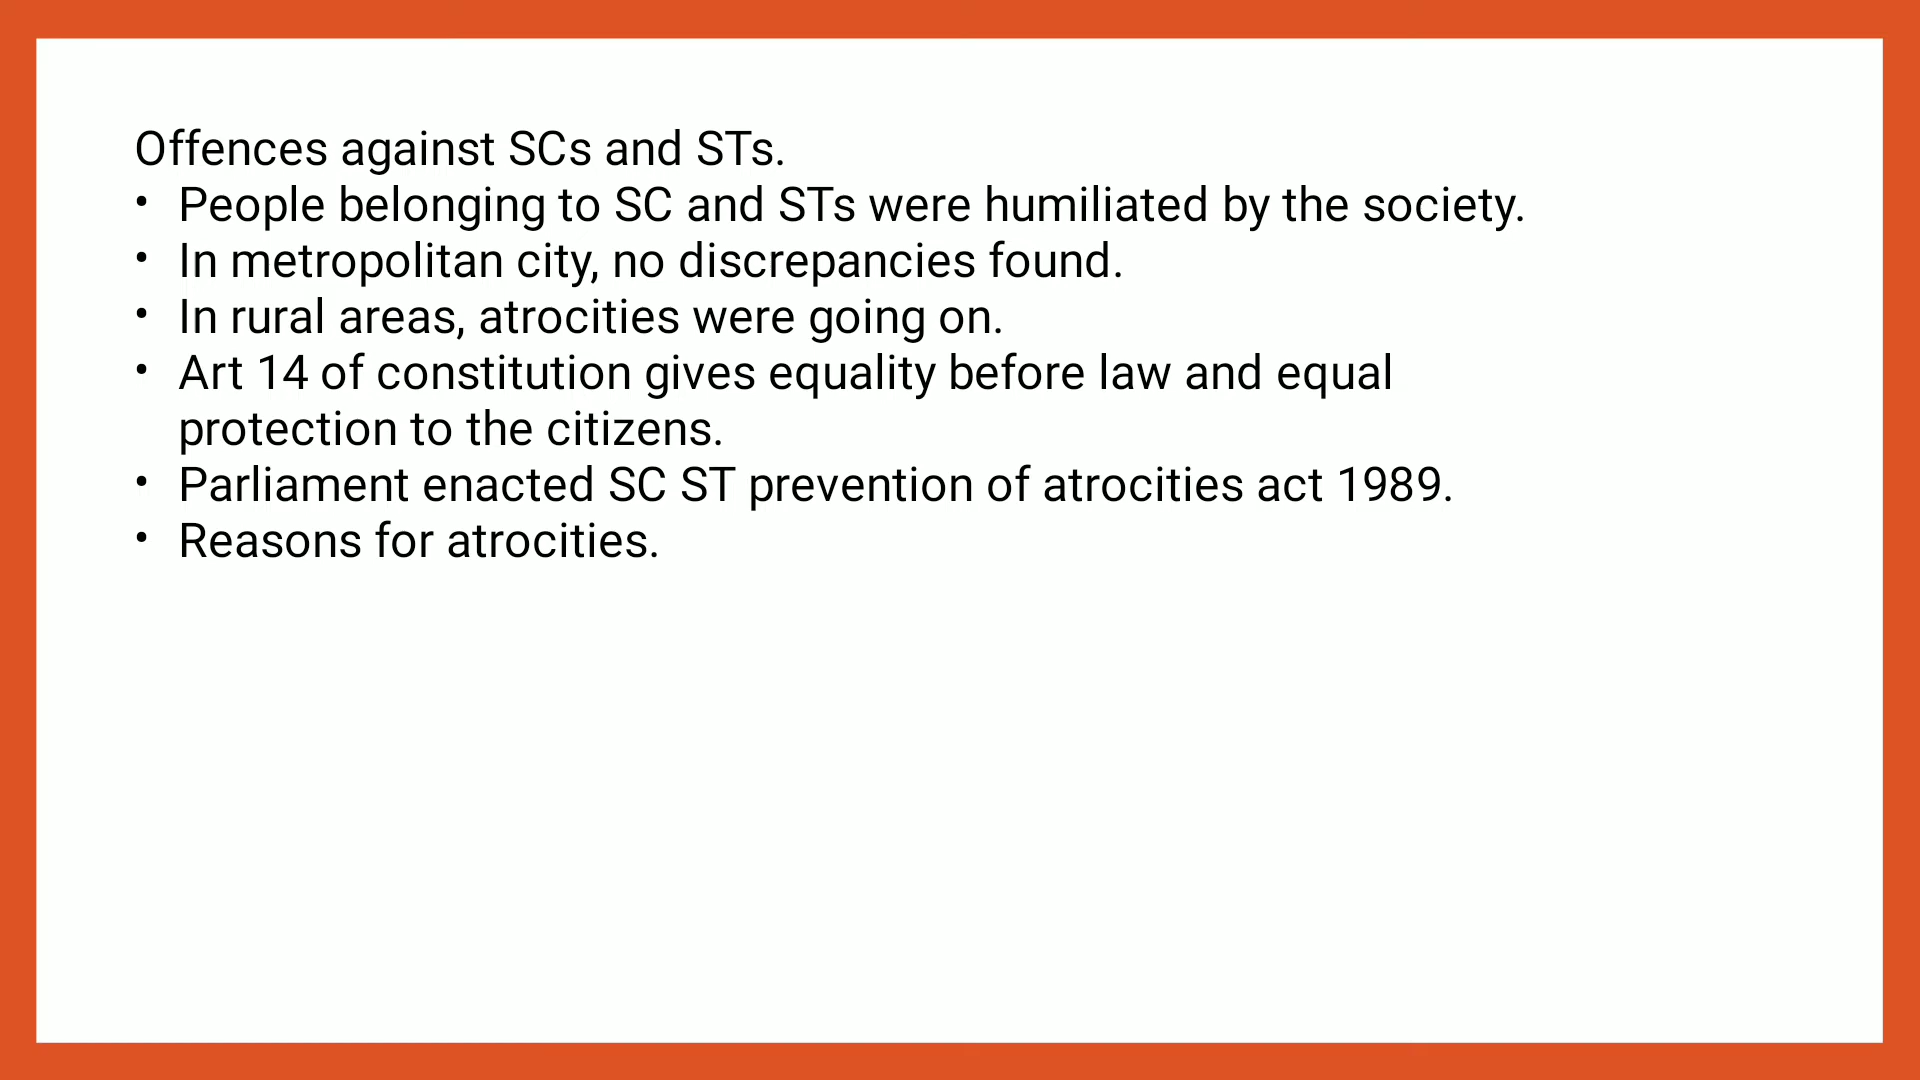 Offences against SCs and STs.
• People belonging to SC and STs were humiliated by the society.
• In metropolitan city, no discrepancies found.
• In rural areas, atrocities were going on.
• Art 14 of constitution gives equality before law and equal
protection to the citizens.
• Parliament enacted SC ST prevention of atrocities act 1989.
• Reasons for atrocities.